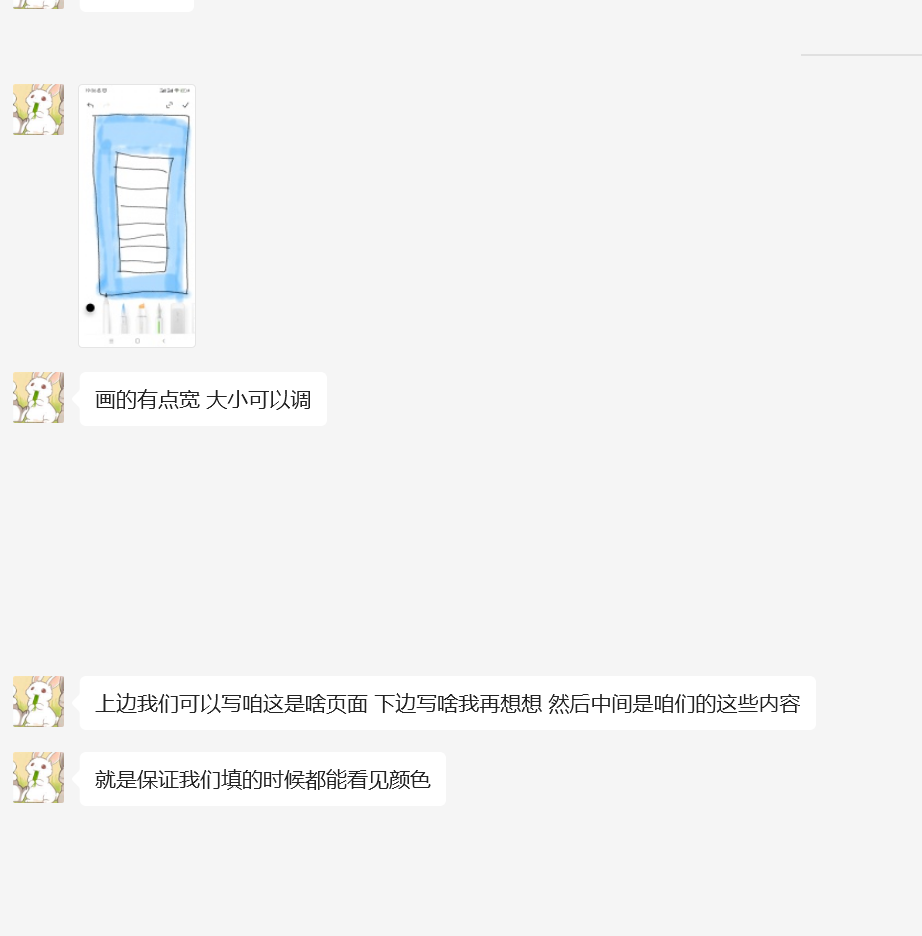 画的有点宽 大小可以调
上边我们可以写咱这是啥页面 下边写啥我再想想 然后中间是咱们的这些内容
就是保证我们填的时候都能看见颜色